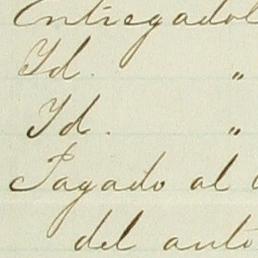 Entregado
Id. "
Id. "
Pagado al
del auto